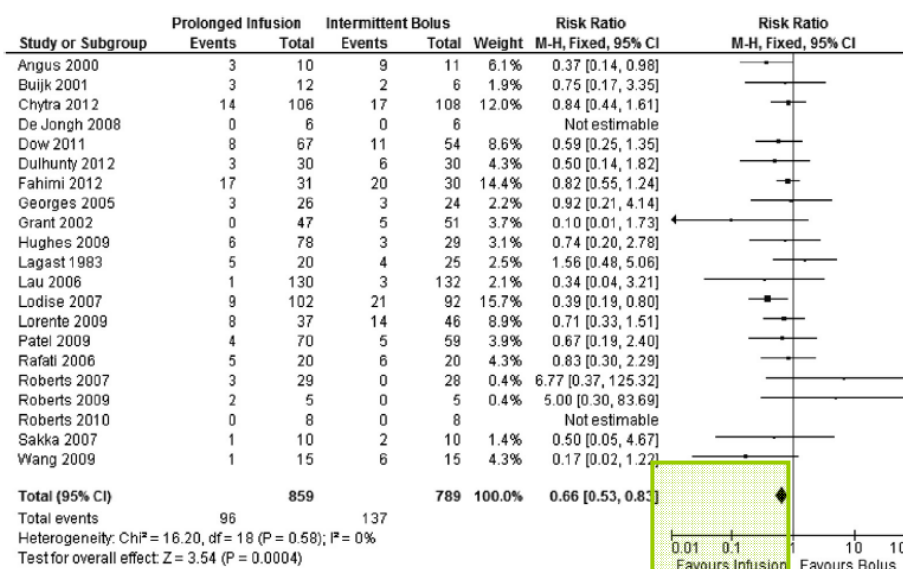 Prolonged Infusion Intermittent Bolus Risk Ratio Risk Ratio
Study or Subgroup Events Total Events Total Weight M-H, Fixed, 95% CI M-H, Fixed, 95% CI
Angus 2000 3 10 9 11 6.1% 0.37 [0.14, 0.98]
Buijk 2001 3 12 2 6 1.9% 0.75 [0.17, 3.35]
Chytra 2012 14 106 17 108 12.0% 0.84 [0.44, 1.61]
De Jongh 2008 0 6 0 6 Not estimable
Dow 2011 8 67 11 54 8.6% 0.59 [0.25, 1.35]
Dulhunty 2012 3 30 6 30 4.3% 0.50 [0.14, 1.82]
Fahimi 2012 17 31 20 30 14.4% 0.82 [0.55, 1.24]
Georges 2005 3 26 3 24 2.2% 0.92 [0.21, 4.14]
Grant 2002 0 47 5 51 3.7% 0.10 [0.01, 1.73]
Hughes 2009 6 78 3 29 3.1% 0.74 [0.20, 2.78]
Lagast 1983 5 20 4 25 2.5% 1.56 [0.48, 5.06]
Lau 2006 1 130 3 132 2.1% 0.34 [0.04, 3.21]
Lodise 2007 9 102 21 92 15.7% 0.39 [0.19, 0.80]
Lorente 2009 8 37 14 46 8.9% 0.71 [0.33, 1.51]
Patel 2009 4 70 5 59 3.9% 0.67 [0.19, 2.40]
Rafati 2006 5 20 6 20 4.3% 0.83 [0.30, 2.29]
Roberts 2007 3 29 0 28 0.4% 6.77 [0.37, 125.32]
Roberts 2009 2 5 0 5 0.4% 5.00 [0.30, 83.69]
Roberts 2010 0 8 0 8 Not estimable
Sakka 2007 1 10 2 10 1.4% 0.50 [0.05, 4.67]
Wang 2009 1 15 6 15 4.3% 0.17 [0.02, 1.22]
Total (95% CI) 859 789 100.0% 0.66 [0.53, 0.83]
Total events 96 137
Heterogeneity: Chi² = 16.20, df = 18 (P = 0.58); I² = 0%
Test for overall effect: Z = 3.54 (P = 0.0004)
0.01 0.1 1 10 10
Favours Infusion Favours Bolus